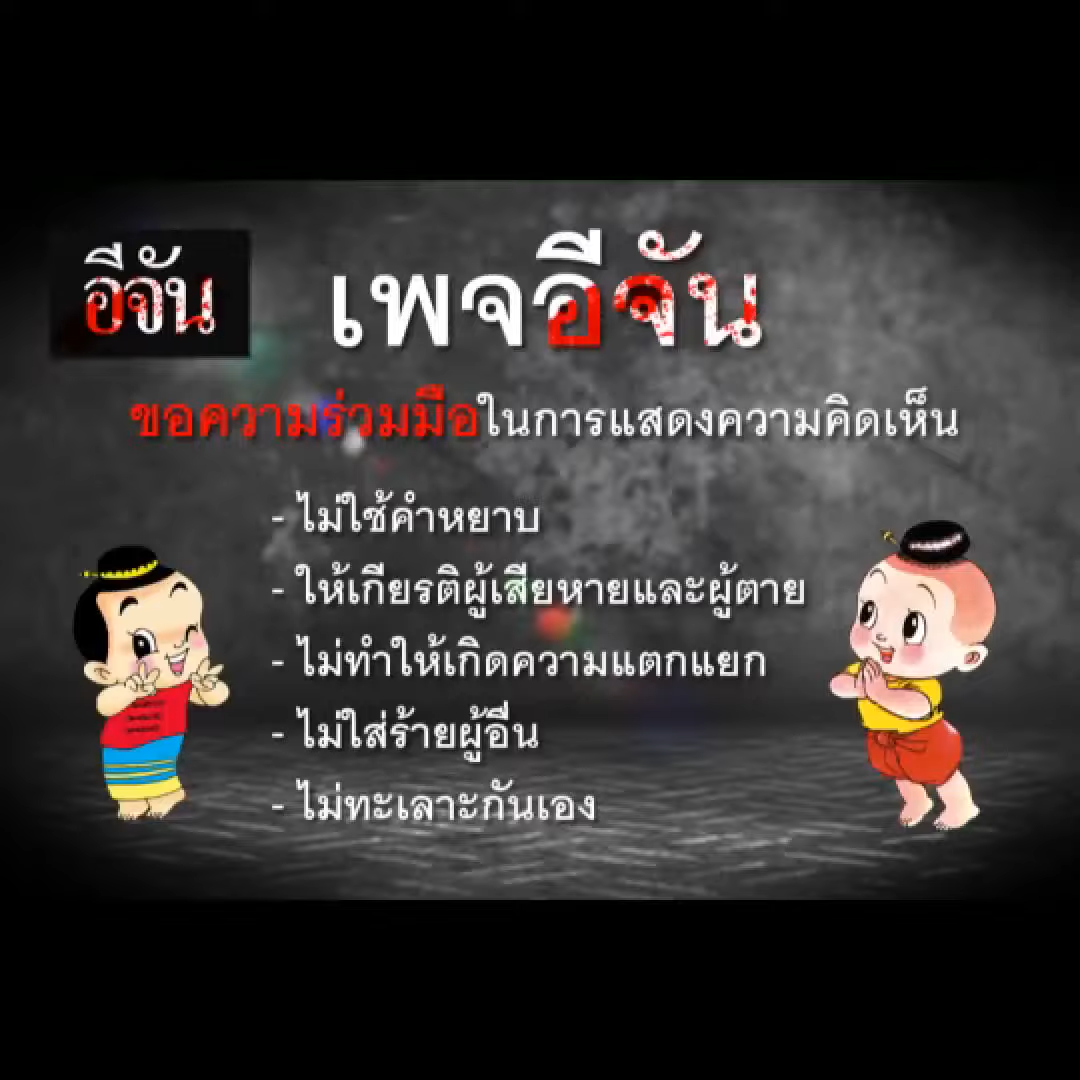 อีจัน
เพจอีจัน
ขอความร่วมมือในการแสดงความคิดเห็น
- ไม่ใช้คำหยาบ
- ให้เกียรติผู้เสียหายและผู้ตาย
- ไม่ทำให้เกิดความแตกแยก
- ไม่ใส่ร้ายผู้อื่น
- ไม่ทะเลาะกันเอง